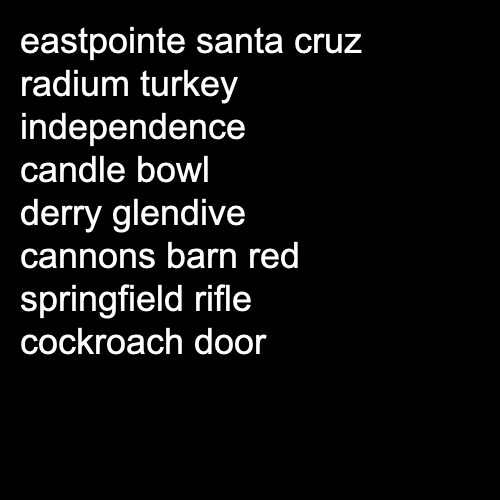 eastpointe santa cruz
radium turkey
independence
candle bowl
derry glendive
cannons barn red
springfield rifle
cockroach door